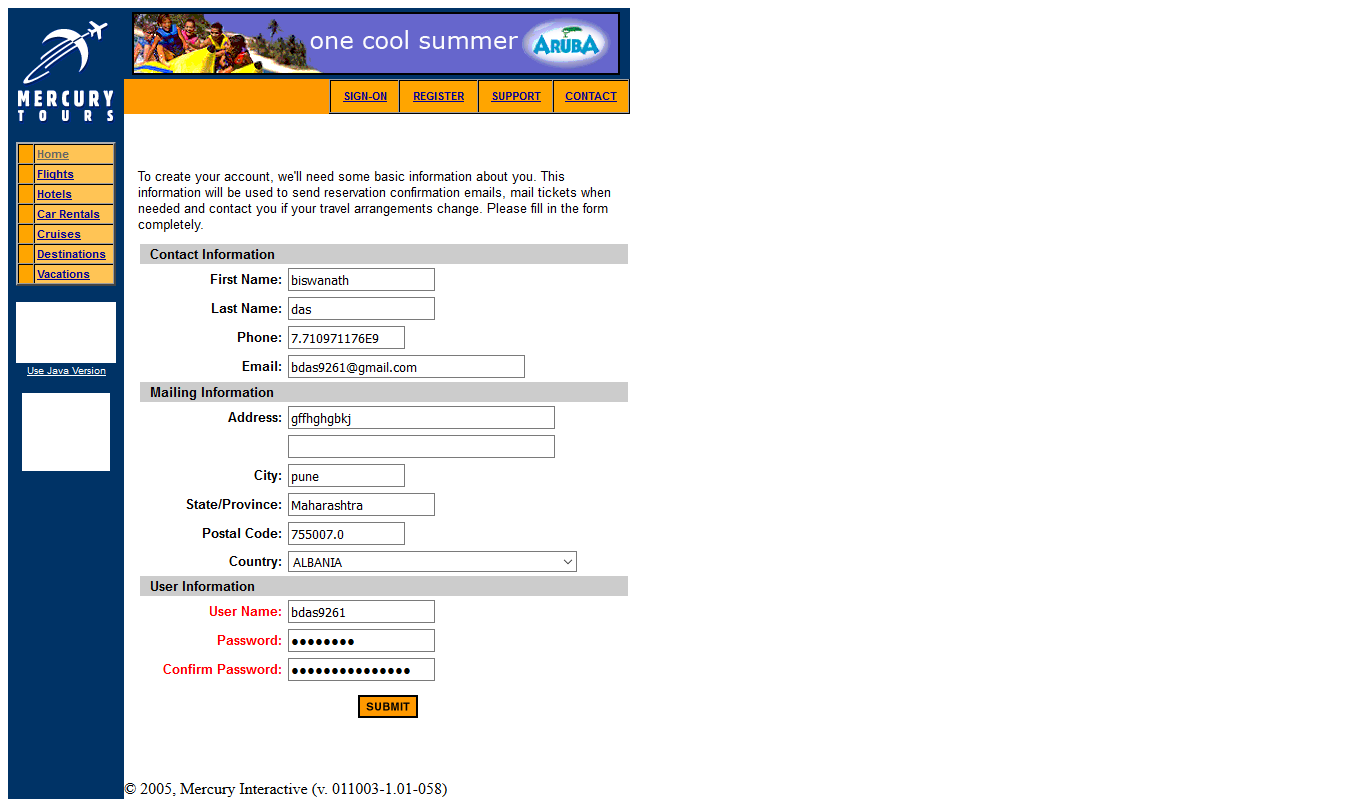 one cool summer ARUBA
MERCURY
TOURS
SIGN-ON REGISTER SUPPORT CONTACT
Home
Flights
Hotels
Car Rentals
Cruises
Destinations
Vacations
Use Java Version
To create your account, we'll need some basic information about you. This
information will be used to send reservation confirmation emails, mail tickets when
needed and contact you if your travel arrangements change. Please fill in the form
completely.
Contact Information
First Name: biswanath
Last Name: das
Phone: 7.710971176E9
Email: bdas9261@gmail.com
Mailing Information
Address: gffhghgbkj
City: pune
State/Province: Maharashtra
Postal Code: 755007.0
Country: ALBANIA
User Information
User Name: bdas9261
Password: ●●●●●●●●
Confirm Password: ●●●●●●●●●●●●●●●
SUBMIT
© 2005, Mercury Interactive (v. 011003-1.01-058)